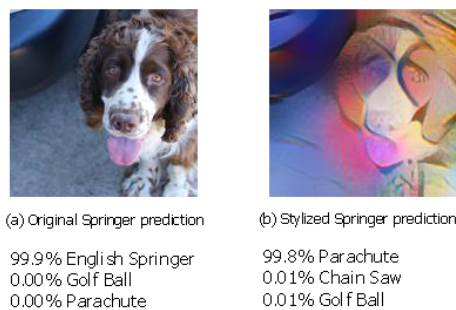 (a) Original Springer prediction
99.9% English Springer
0.00% Golf Ball
0.00% Parachute
(b) Stylized Springer prediction
99.8% Parachute
0.01% Chain Saw
0.01% Golf Ball